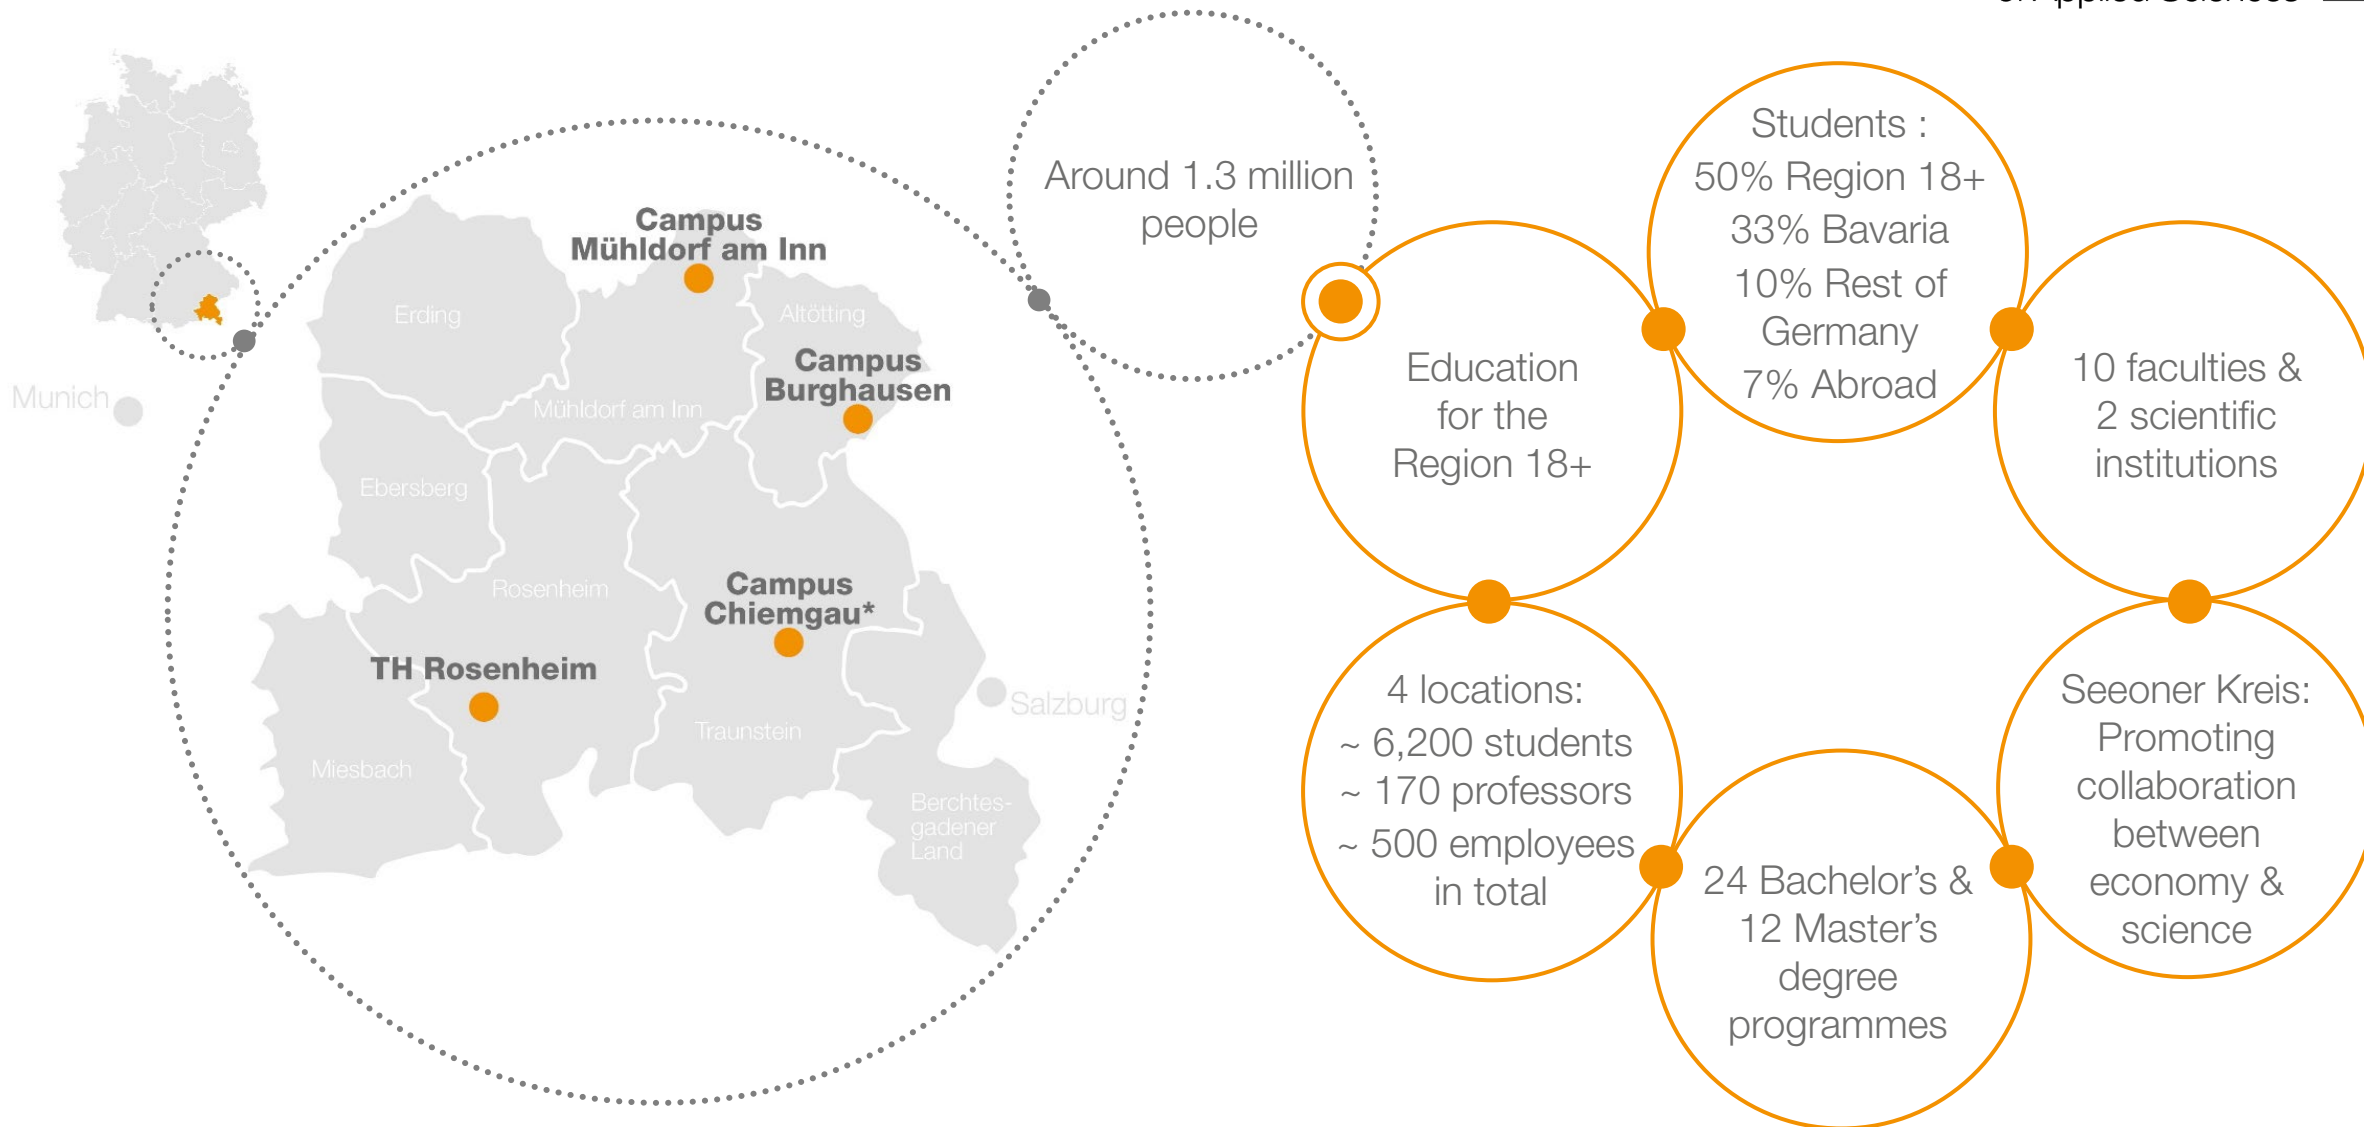 Munich
Campus
Mühldorf am Inn
Erding
Altötting
Campus
Burghausen
Mühldorf am Inn
Ebersberg
Rosenheim
Campus
Chiemgau*
TH Rosenheim
Salzburg
Traunstein
Miesbach
Berchtes-
gadener
Land
Around 1.3 million
people
Education
for the
Region 18+
Students :
50% Region 18+
33% Bavaria
10% Rest of
Germany
7% Abroad
10 faculties &
2 scientific
institutions
4 locations:
~ 6,200 students
~ 170 professors
~ 500 employees
in total
24 Bachelor’s &
12 Master’s
degree
programmes
Seeoner Kreis:
Promoting
collaboration
between
economy &
science